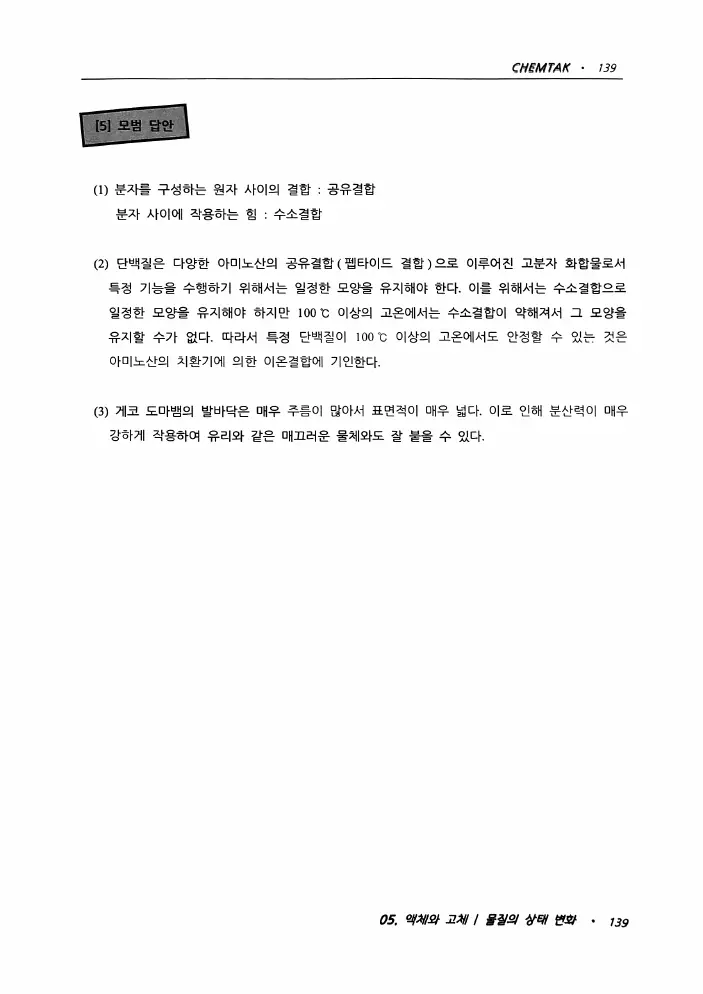 CHEMTAK · 139
[5] 모범 답안
(1) 분자를 구성하는 원자 사이의 결합 : 공유결합
분자 사이에 작용하는 힘 : 수소결합
(2) 단백질은 다양한 아미노산의 공유결합 ( 펩타이드 결합 ) 으로 이루어진 고분자 화합물로서
특정 기능을 수행하기 위해서는 일정한 모양을 유지해야 한다. 이를 위해서는 수소결합으로
일정한 모양을 유지해야 하지만 100 ℃ 이상의 고온에서는 수소결합이 약해져서 그 모양을
유지할 수가 없다. 따라서 특정 단백질이 100 ℃ 이상의 고온에서도 안정할 수 있는 것은
아미노산의 치환기에 의한 이온결합에 기인한다.
(3) 게코 도마뱀의 발바닥은 매우 주름이 많아서 표면적이 매우 넓다. 이로 인해 분산력이 매우
강하게 작용하여 유리와 같은 매끄러운 물체와도 잘 붙을 수 있다.
05. 액체와 고체 / 물질의 상태 변화 · 139